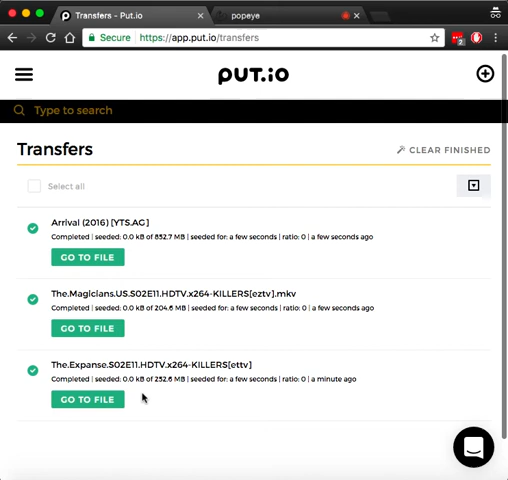 Transfers - Put.io
popeye
Secure
https://app.put.io/transfers
2
PUT.IO
Type to search
Transfers
CLEAR FINISHED
Select all
Arrival (2016) [YTS.AG]
Completed | seeded: 0.0 kB of 852.7 MB | seeded for: a few seconds | ratio: 0 | a few seconds ago
GO TO FILE
The.Magicians.US.S02E11.HDTV.x264-KILLERS[eztv].mkv
Completed | seeded: 0.0 kB of 204.6 MB | seeded for: a few seconds | ratio: 0 | a few seconds ago
GO TO FILE
The.Expanse.S02E11.HDTV.x264-KILLERS[ettv]
Completed | seeded: 0.0 kB of 252.6 MB | seeded for: a few seconds | ratio: 0 | a minute ago
GO TO FILE